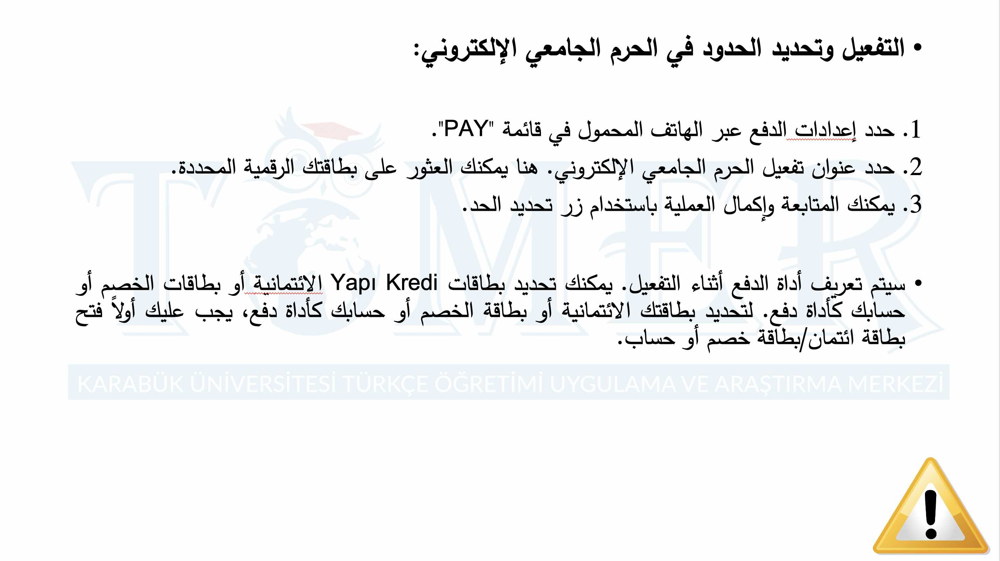 • التفعيل وتحديد الحدود في الحرم الجامعي الإلكتروني:
1. حدد إعدادات الدفع عبر الهاتف المحمول في قائمة "PAY".
2. حدد عنوان تفعيل الحرم الجامعي الإلكتروني. هنا يمكنك العثور على بطاقتك الرقمية المحددة.
3. يمكنك المتابعة وإكمال العملية باستخدام زر تحديد الحد.
• سيتم تعريف أداة الدفع أثناء التفعيل. يمكنك تحديد بطاقات Yapı Kredi الائتمانية أو بطاقات الخصم أو
حسابك كأداة دفع. لتحديد بطاقتك الائتمانية أو بطاقة الخصم أو حسابك كأداة دفع، يجب عليك أولاً فتح
بطاقة ائتمان/بطاقة خصم أو حساب.
TÖMER
KARABÜK ÜNİVERSİTESİ TÜRKÇE ÖĞRETİMİ UYGULAMA VE ARAŞTIRMA MERKEZİ